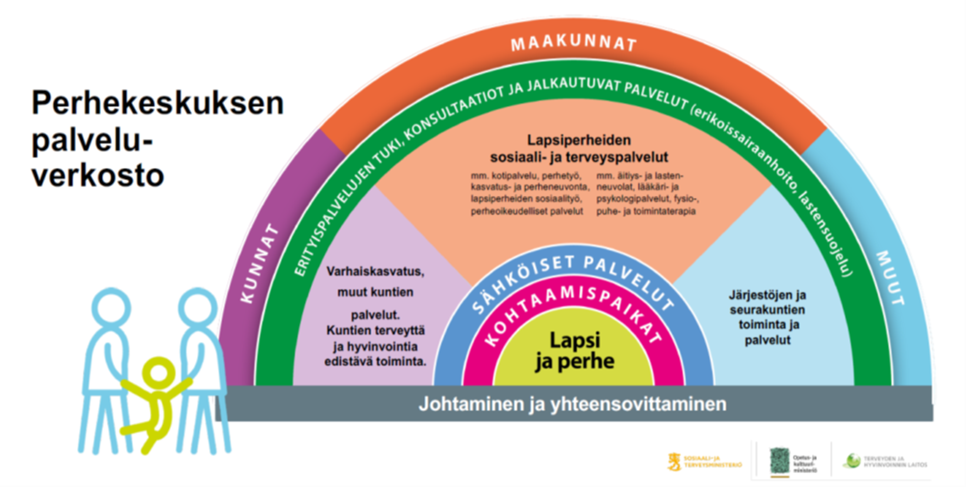 Perhekeskuksen
palvelu-
verkosto
MAAKUNNAT
KUNNAT
MUUT
ERITYISPALVELUJEN TUKI, KONSULTAATIOT JA JALKAUTUVAT PALVELUT (erikoissairaanhoito, lastensuojelu)
Lapsiperheiden
sosiaali- ja terveyspalvelut
mm. kotipalvelu, perhetyö,
kasvatus- ja perheneuvonta,
lapsiperheiden sosiaalityö,
perheoikeudelliset palvelut
mm. äitiys- ja lasten-
neuvolat, lääkäri- ja
psykologipalvelut, fysio-,
puhe- ja toimintaterapia
Varhaiskasvatus,
muut kuntien
palvelut.
Kuntien terveyttä
ja hyvinvointia
edistävä toiminta.
Järjestöjen ja
seurakuntien
toiminta ja
palvelut
SÄHKÖISET PALVELUT
KOHTAAMISPAIKAT
Lapsi
ja perhe
Johtaminen ja yhteensovittaminen
SOSIAALI- JA
TERVEYSMINISTERIÖ
Opetus- ja
kulttuuri-
ministeriö
TERVEYDEN JA
HYVINVOINNIN LAITOS